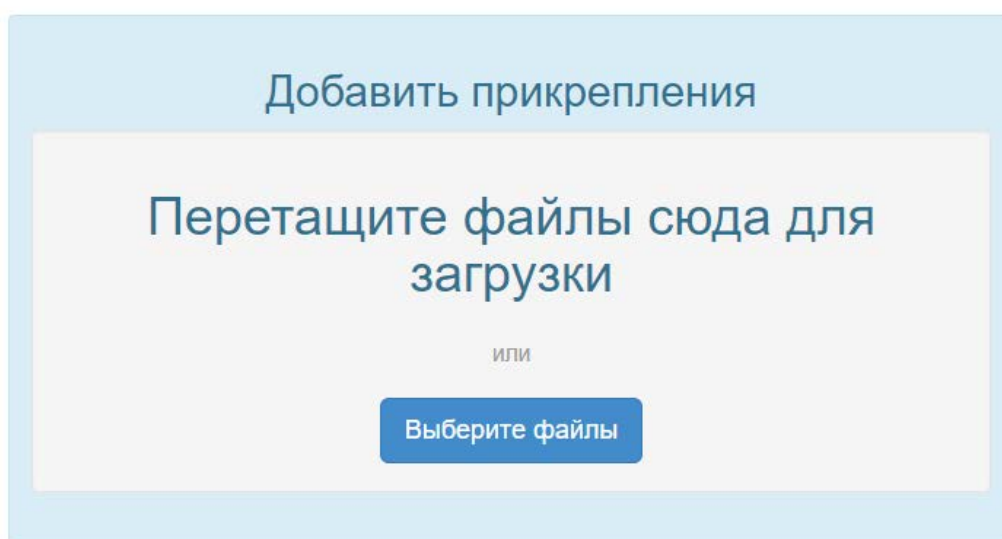 Добавить прикрепления
Перетащите файлы сюда для
загрузки
или
Выберите файлы